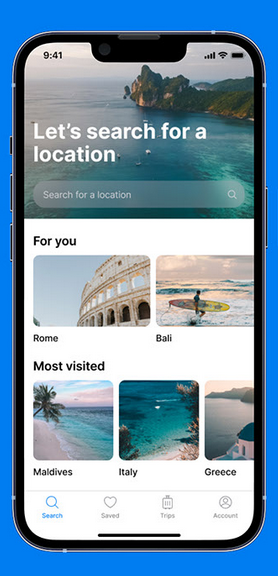 9:41
Let's search for a
location
Search for a location
For you
Rome
Bali
Most visited
Maldives
Italy
Greece
Search
Saved
Trips
Account